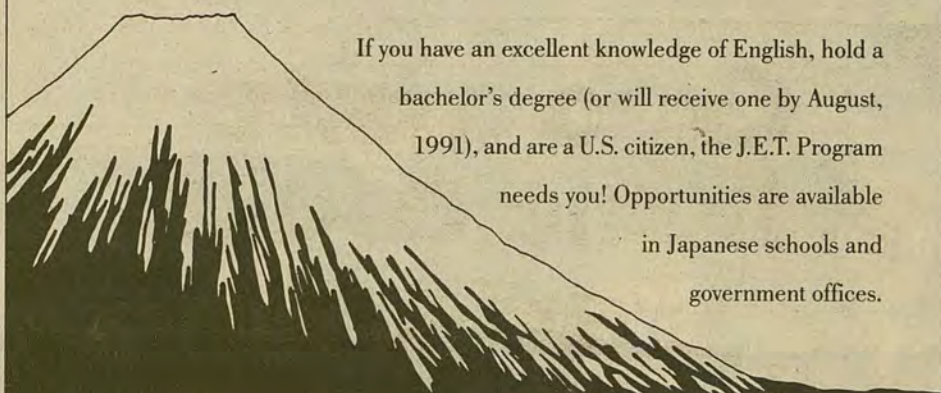 If you have an excellent knowledge of English, hold a
bachelor's degree (or will receive one by August,
1991), and are a U.S. citizen, the J.E.T. Program
needs you! Opportunities are available
in Japanese schools and
government offices.